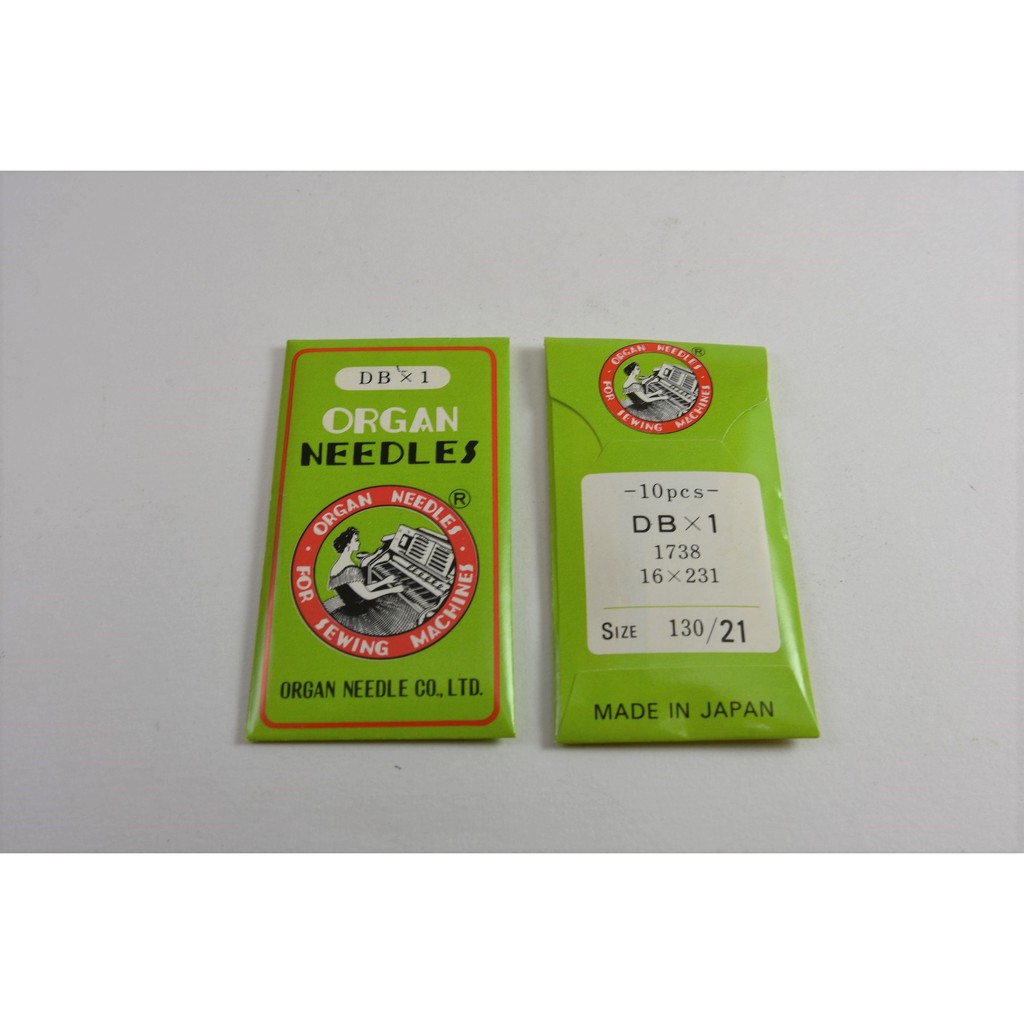 DB×1
ORGAN
NEEDLES
®
· ORGAN NEEDLES ·
FOR SEWING MACHINES
ORGAN NEEDLE CO., LTD.
· ORGAN NEEDLES ·
®
FOR SEWING MACHINES
-10pcs-
DB×1
1738
16×231
SIZE 130/21
MADE IN JAPAN